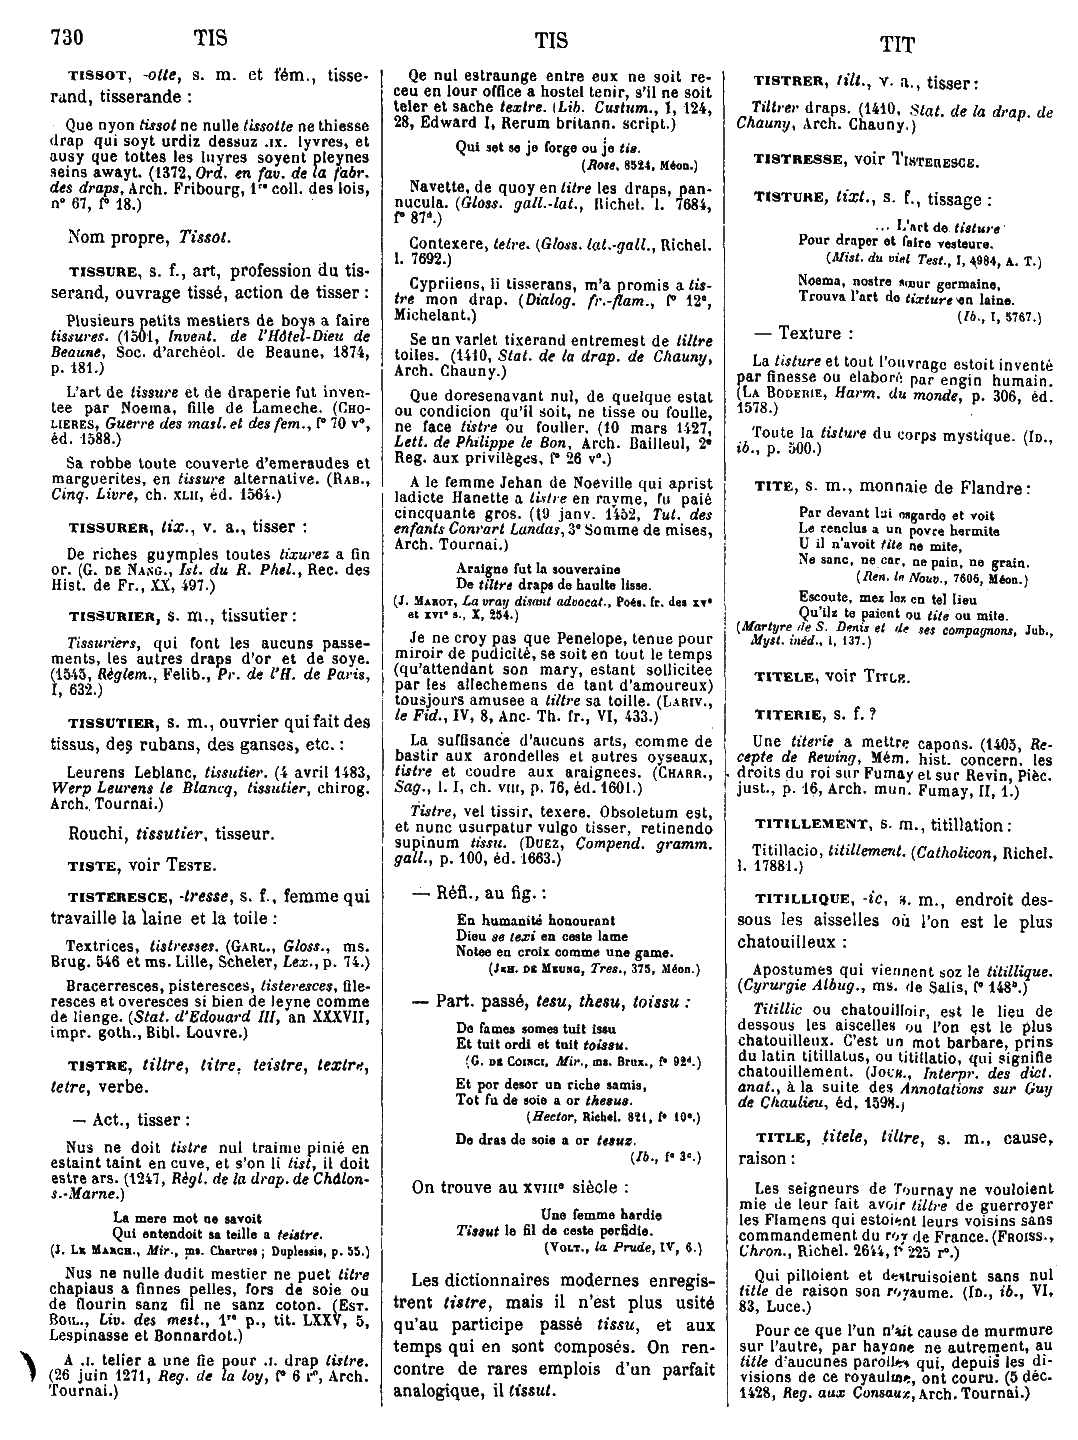 730 TIS TIS TIT
TISSOT, -otte, s. m. et fém., tisse-
rand, tisserande :
Que nyon tissot ne nulle tissotte ne thiesse
drap qui soyt urdiz dessuz .IX. lyvres, et
ausy que tottes les luyres soyent pleynes
seins awayt. (1372, Ord. en fav. de la fabr.
des draps, Arch. Fribourg, 1re coll. des lois,
n° 67, f° 18.)
Nom propre, Tissot.
TISSURE, s. f., art, profession du tis-
serand, ouvrage tissé, action de tisser :
Plusieurs petits mestiers de boys a faire
tissures. (1501, Invent. de l'Hôtel-Dieu de
Beaune, Soc. d'archéol. de Beaune, 1874,
p. 181.)
L'art de tissure et de draperie fut inven-
tee par Noema, fille de Lameche. (CHO-
LIERES, Guerre des masl. et des fem., f° 70 v°,
éd. 1588.)
Sa robbe toute couverte d'emeraudes et
marguerites, en tissure alternative. (RAB.,
Cinq. Livre, ch. XLII, éd. 1564.)
TISSURER, tix., v. a., tisser :
De riches guymples toutes tixurez a fin
or. (G. DE NANG., Ist. du R. Phel., Rec. des
Hist. de Fr., XX, 497.)
TISSURIER, s. m., tissutier :
Tissuriers, qui font les aucuns passe-
ments, les autres draps d'or et de soye.
(1545, Règlem., Felib., Pr. de l'H. de Paris,
I, 632.)
TISSUTIER, s. m., ouvrier qui fait des
tissus, des rubans, des ganses, etc. :
Leurens Leblanc, tissutier. (4 avril 1483,
Werp Leurens le Blancq, tissutier, chirog.
Arch. Tournai.)
Rouchi, tissutier, tisseur.
TISTE, voir TESTE.
TISTERESCE, -tresse, s. f., femme qui
travaille la laine et la toile :
Textrices, tistresses. (GARL., Gloss., ms.
Brug. 546 et ms. Lille, Scheler, Lex., p. 74.)
Bracerresses, pisteresces, tisteresces, file-
resces et overesces si bien de leyne comme
de lienge. (Stat. d'Edouard III, an XXXVII,
impr. goth., Bibl. Louvre.)
TISTRE, tiltre, titre, teistre, textre,
tetre, verbe.
— Act., tisser :
Nus ne doit tistre nul traime pinié en
estaint taint en cuve, et s'on li tist, il doit
estre ars. (1247, Règl. de la drap. de Châlon-
s.-Marne.)
La mere mot ne savoit
Qui entendoit sa teille a teistre.
(J. LE MARCH., Mir., ms. Chartres ; Duplessis, p. 55.)
Nus ne nulle dudit mestier ne puet titre
chapiaus a finnes pelles, fors de soie ou
de flourin sanz fil ne sanz coton. (EST.
BOIL., Liv. des mest., 1re p., tit. LXXV, 5,
Lespinasse et Bonnardot.)
A .I. telier a une fie pour .I. drap tistre.
(26 juin 1271, Reg. de la loy, f° 6 r°, Arch.
Tournai.)
Qe nul estraunge entre eux ne soit re-
ceu en lour office a hostel tenir, s'il ne soit
teler et sache textre. (Lib. Custum., I, 124,
28, Edward I, Rerum britann. script.)
Qui set se je forge ou je tis.
(Rose, 8524, Méon.)
Navette, de quoy en titre les draps, pan-
nucula. (Gloss. gall.-lat., Richel. l. 7684,
f° 87d.)
Contexere, tetre. (Gloss. lat.-gall., Richel.
l. 7692.)
Cypriiens, li tisserans, m'a promis a tis-
tre mon drap. (Dialog. fr.-flam., f° 12c,
Michelant.)
Se un varlet tixerand entremest de tiltre
toiles. (1410, Stat. de la drap. de Chauny,
Arch. Chauny.)
Que doresenavant nul, de quelque estat
ou condicion qu'il soit, ne tisse ou foulle,
ne face tistre ou fouller. (10 mars 1427,
Lett. de Philippe le Bon, Arch. Bailleul, 2e
Reg. aux privilèges, f° 26 v°.)
A le femme Jehan de Noeville qui aprist
ladicte Hanette a tistre en rayme, fu paié
cincquante gros. (19 janv. 1452, Tut. des
enfants Conrart Landas, 3e Somme de mises,
Arch. Tournai.)
Araigne fut la souveraine
De tiltre draps de haulte lisse.
(J. MAROT, La vray disant advocat., Poés. fr. des XVe
et XVIe s., X, 254.)
Je ne croy pas que Penelope, tenue pour
miroir de pudicité, se soit en tout le temps
(qu'attendant son mary, estant sollicitee
par les allechemens de tant d'amoureux)
tousjours amusee a tiltre sa toille. (LARIV.,
le Fid., IV, 8, Anc. Th. fr., VI, 433.)
La suffisance d'aucuns arts, comme de
bastir aux arondelles et autres oyseaux,
tistre et coudre aux araignees. (CHARR.,
Sag., l. I, ch. VIII, p. 76, éd. 1601.)
Tistre, vel tissir, texere. Obsoletum est,
et nunc usurpatur vulgo tisser, retinendo
supinum tissu. (DUEZ, Compend. gramm.
gall., p. 100, éd. 1663.)
— Réfl., au fig. :
En humanité honourant
Dieu se texi en ceste lame
Notee en croix comme une game.
(JEH. DE MEUNG, Tres., 375, Méon.)
— Part. passé, tesu, thesu, toissu :
De fames somes tuit issu
Et tuit ordi et tuit toissu.
(G. DE COINCI, Mir., ms. Brux., f° 92d.)
Et por desor un riche samis,
Tot fu de soie a or thesus.
(Hector, Richel. 821, f° 10c.)
De dras de soie a or tesuz.
(Ib., f° 3c.)
On trouve au XVIIIe siècle :
Une femme hardie
Tissut le fil de ceste perfidie.
(VOLT., la Prude, IV, 6.)
Les dictionnaires modernes enregis-
trent tistre, mais il n'est plus usité
qu'au participe passé tissu, et aux
temps qui en sont composés. On ren-
contre de rares emplois d'un parfait
analogique, il tissut.
TISTRER, tilt., v. a., tisser :
Tiltrer draps. (1410, Stat. de la drap. de
Chauny, Arch. Chauny.)
TISTRESSE, voir TISTERESCE.
TISTURE, tixt., s. f., tissage :
... L'art de tisture
Pour draper et faire vesteure.
(Mist. du viel Test., I, 4984, A. T.)
Noema, nostre sœur germaine,
Trouva l'art de tixture en laine.
(Ib., I, 5767.)
— Texture :
La tisture et tout l'ouvrage estoit inventé
par finesse ou elaboré par engin humain.
(LA BODERIE, Harm. du monde, p. 306, éd.
1578.)
Toute la tisture du corps mystique. (ID.,
ib., p. 500.)
TITE, s. m., monnaie de Flandre :
Par devant lui esgarde et voit
Le renclus a un povre hermite
U il n'avoit tite ne mite,
Ne sanc, ne car, ne pain, ne grain.
(Ren. le Nouv., 7606, Méon.)
Escoute, mez lox en tel lieu
Qu'ilz te paient ou tite ou mite.
(Martyre de S. Denis et de ses compagnons, Jub.,
Myst. inéd., I, 137.)
TITELE, voir TITLE.
TITERIE, s. f. ?
Une titerie a mettre capons. (1405, Re-
cepte de Rewing, Mém. hist. concern. les
droits du roi sur Fumay et sur Revin, Pièc.
just., p. 16, Arch. mun. Fumay, II, 1.)
TITILLEMENT, s. m., titillation :
Titillacio, titillement. (Catholicon, Richel.
l. 17881.)
TITILLIQUE, -ic, s. m., endroit des-
sous les aisselles où l'on est le plus
chatouilleux :
Apostumes qui viennent soz le titillique.
(Cyrurgie Albug., ms. de Salis, f° 148b.)
Titillic ou chatouilloir, est le lieu de
dessous les aiscelles ou l'on est le plus
chatouilleux. C'est un mot barbare, prins
du latin titillatus, ou titillatio, qui signifie
chatouillement. (JOUB., Interpr. des dict.
anat., à la suite des Annotations sur Guy
de Chaulieu, éd. 1598.)
TITLE, titele, tiltre, s. m., cause,
raison :
Les seigneurs de Tournay ne vouloient
mie de leur fait avoir tiltre de guerroyer
les Flamens qui estoient leurs voisins sans
commandement du roy de France. (FROISS.,
Chron., Richel. 2644, f° 225 r°.)
Qui pilloient et destruisoient sans nul
title de raison son royaume. (ID., ib., VI,
83, Luce.)
Pour ce que l'un n'ait cause de murmure
sur l'autre, par hayne ne autrement, au
title d'aucunes parolles qui, depuis les di-
visions de ce royaulme, ont couru. (5 déc.
1428, Reg. aux Consaux, Arch. Tournai.)